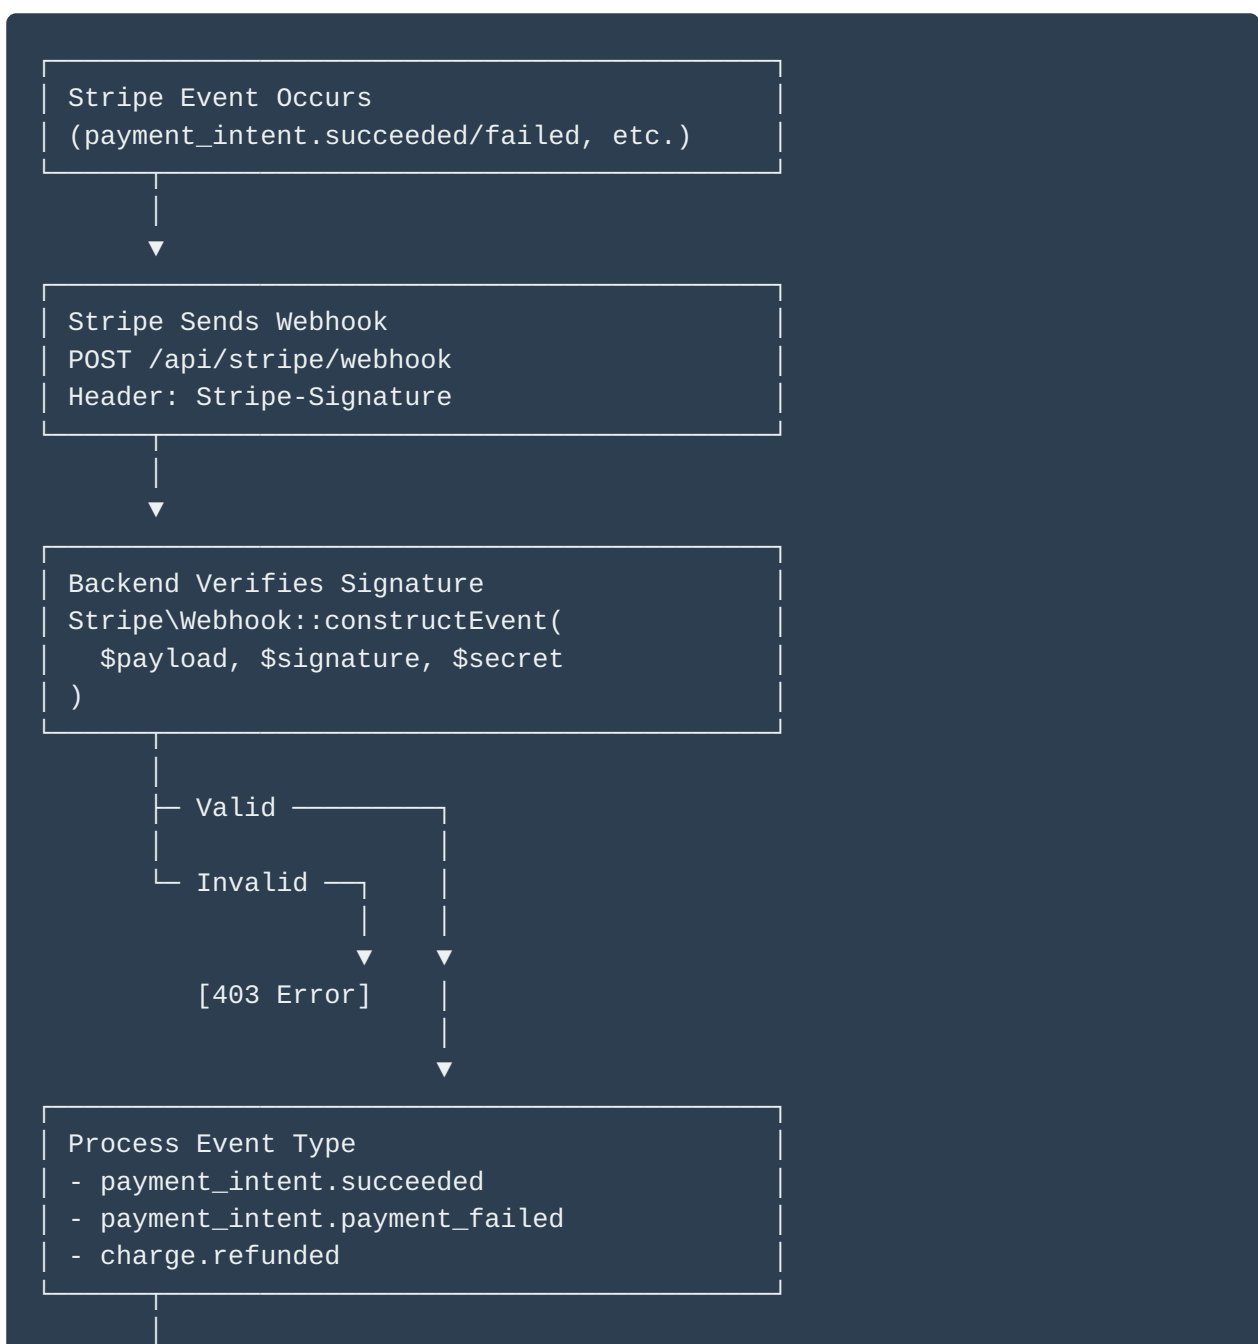 Stripe Event Occurs
(payment_intent.succeeded/failed, etc.)
Stripe Sends Webhook
POST /api/stripe/webhook
Header: Stripe-Signature
Backend Verifies Signature
Stripe\Webhook::constructEvent(
$payload, $signature, $secret
)
Valid
Invalid
[403 Error]
Process Event Type
- payment_intent.succeeded
- payment_intent.payment_failed
- charge.refunded